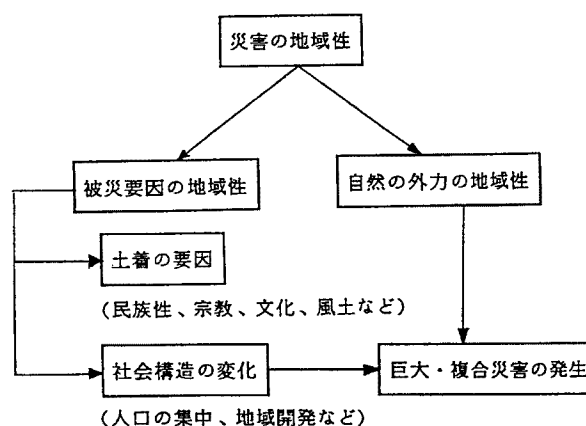 災害の地域性
被災要因の地域性
自然の外力の地域性
土着の要因
(民族性、宗教、文化、風土など)
社会構造の変化
巨大・複合災害の発生
(人口の集中、地域開発など)